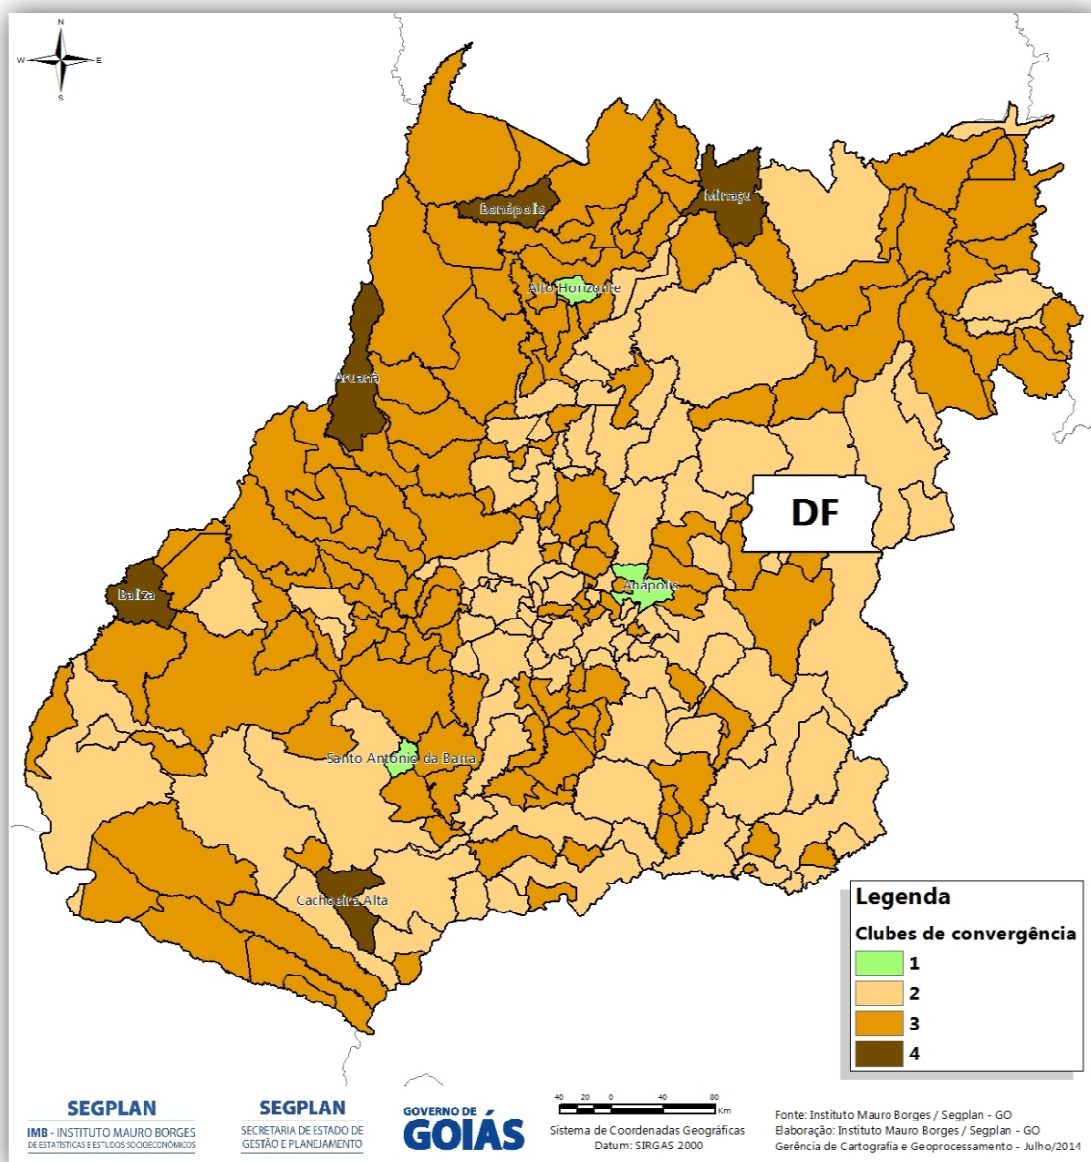 N
W
E
S
Minaçu
Bonópolis
Alto Horizonte
Aruanã
DF
Anápolis
Baliza
Santo Antônio da Barra
Cachoeira Alta
Legenda
Clubes de convergência
1
2
3
4
SEGPLAN
IMB - INSTITUTO MAURO BORGES
DE ESTATÍSTICAS E ESTUDOS SOCIOECONÔMICOS
SEGPLAN
SECRETARIA DE ESTADO DE
GESTÃO E PLANEJAMENTO
GOVERNO DE
GOIÁS
40 20 0 40 80
Km
Sistema de Coordenadas Geográficas
Datum: SIRGAS 2000
Fonte: Instituto Mauro Borges / Segplan - GO
Elaboração: Instituto Mauro Borges / Segplan - GO
Gerência de Cartografia e Geoprocessamento - Julho/2014